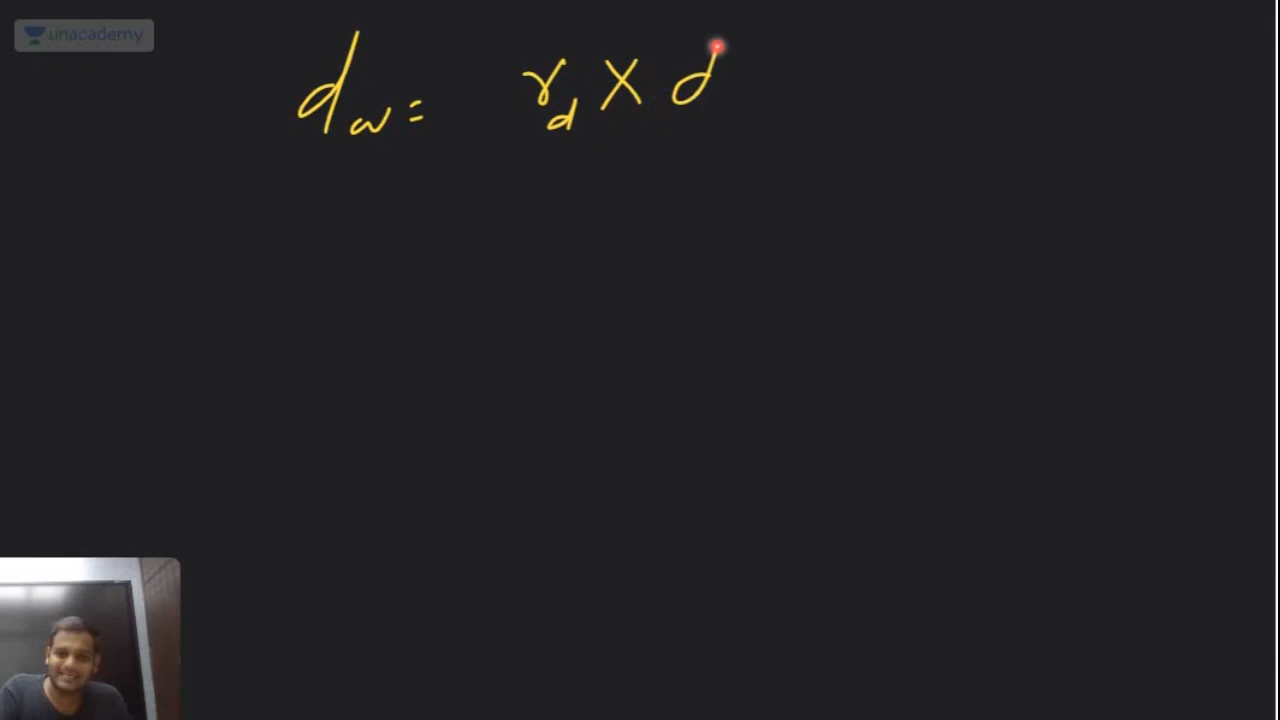 unacademy
d_w = γ_d × d